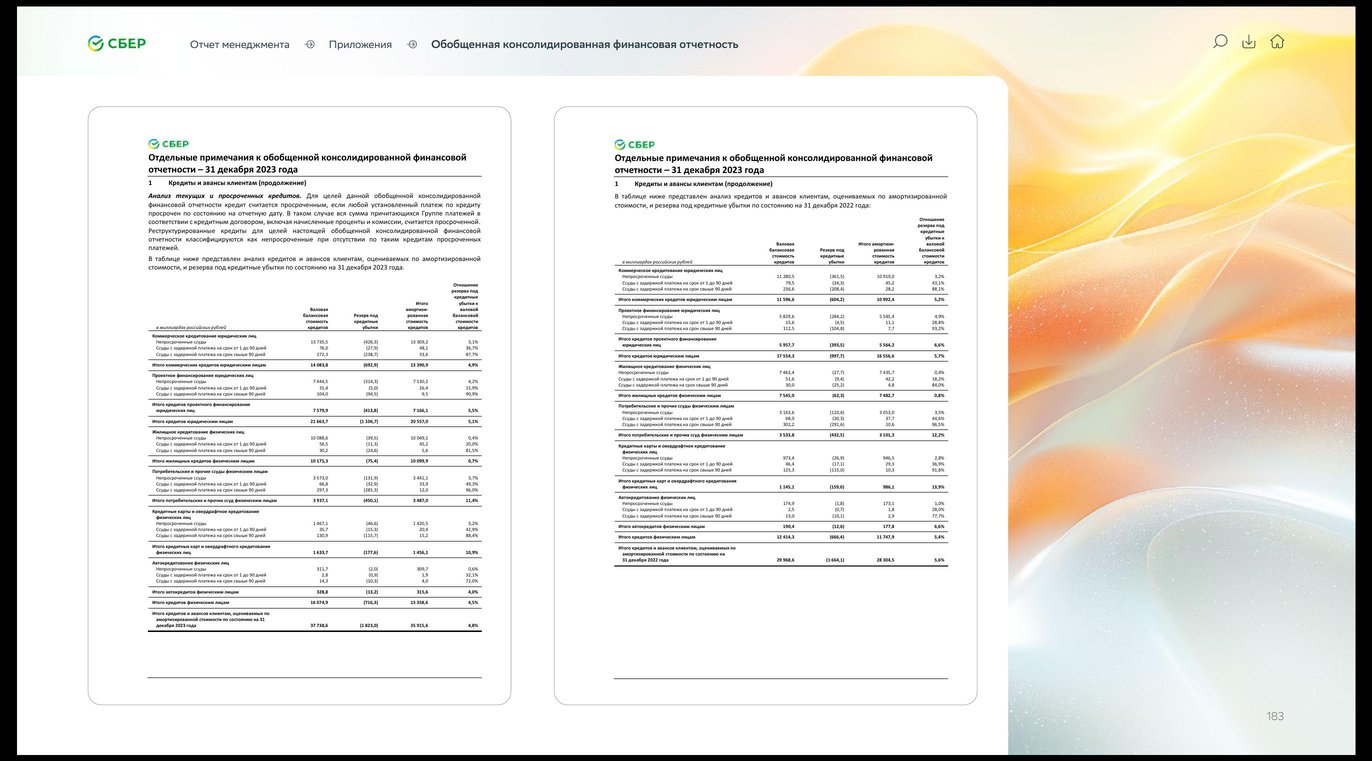 СБЕР
Отчет менеджмента
Приложения
Обобщенная консолидированная финансовая отчетность
СБЕР
Отдельные примечания к обобщенной консолидированной финансовой
отчетности – 31 декабря 2023 года
1 Кредиты и авансы клиентам (продолжение)
Анализ текущих и просроченных кредитов. Для целей данной обобщенной консолидированной
финансовой отчетности кредит считается просроченным, если любой установленный платеж по кредиту
просрочен по состоянию на отчетную дату. В таком случае вся сумма причитающихся Группе платежей в
соответствии с кредитным договором, включая начисленные проценты и комиссии, считается просроченной.
Реструктурированные кредиты для целей настоящей обобщенной консолидированной финансовой
отчетности классифицируются как непросроченные при отсутствии по таким кредитам просроченных
платежей.
В таблице ниже представлен анализ кредитов и авансов клиентам, оцениваемых по амортизированной
стоимости, и резерва под кредитные убытки по состоянию на 31 декабря 2023 года.
в миллиардах российских рублей
Валовая балансовая стоимость кредитов
Резерв под кредитные убытки
Итого амортизи-рованная стоимость кредитов
Отношение резерва под кредитные убытки к валовой балансовой стоимости кредитов
Коммерческое кредитование юридических лиц
Непросроченные ссуды 13 735,5 (426,3) 13 309,2 3,1%
Ссуды с задержкой платежа на срок от 1 до 90 дней 76,0 (27,9) 48,1 36,7%
Ссуды с задержкой платежа на срок свыше 90 дней 272,3 (238,7) 33,6 87,7%
Итого коммерческих кредитов юридическим лицам 14 083,8 (692,9) 13 390,9 4,9%
Проектное финансирование юридических лиц
Непросроченные ссуды 7 444,5 (314,3) 7 130,2 4,2%
Ссуды с задержкой платежа на срок от 1 до 90 дней 31,4 (5,0) 26,4 15,9%
Ссуды с задержкой платежа на срок свыше 90 дней 104,0 (94,5) 9,5 90,9%
Итого кредитов проектного финансирования
юридических лиц 7 579,9 (413,8) 7 166,1 5,5%
Итого кредитов юридическим лицам 21 663,7 (1 106,7) 20 557,0 5,1%
Жилищное кредитование физических лиц
Непросроченные ссуды 10 088,6 (39,5) 10 049,1 0,4%
Ссуды с задержкой платежа на срок от 1 до 90 дней 56,5 (11,3) 45,2 20,0%
Ссуды с задержкой платежа на срок свыше 90 дней 30,2 (24,6) 5,6 81,5%
Итого жилищных кредитов физическим лицам 10 175,3 (75,4) 10 099,9 0,7%
Потребительские и прочие ссуды физическим лицам
Непросроченные ссуды 3 573,0 (131,9) 3 441,1 3,7%
Ссуды с задержкой платежа на срок от 1 до 90 дней 66,8 (32,9) 33,9 49,3%
Ссуды с задержкой платежа на срок свыше 90 дней 297,3 (285,3) 12,0 96,0%
Итого потребительских и прочих ссуд физическим лицам 3 937,1 (450,1) 3 487,0 11,4%
Кредитные карты и овердрафтное кредитование
физических лиц
Непросроченные ссуды 1 467,1 (46,6) 1 420,5 3,2%
Ссуды с задержкой платежа на срок от 1 до 90 дней 35,7 (15,3) 20,4 42,9%
Ссуды с задержкой платежа на срок свыше 90 дней 130,9 (115,7) 15,2 88,4%
Итого кредитных карт и овердрафтного кредитования
физических лиц 1 633,7 (177,6) 1 456,1 10,9%
Автокредитование физических лиц
Непросроченные ссуды 311,7 (2,0) 309,7 0,6%
Ссуды с задержкой платежа на срок от 1 до 90 дней 2,8 (0,9) 1,9 32,1%
Ссуды с задержкой платежа на срок свыше 90 дней 14,3 (10,3) 4,0 72,0%
Итого автокредитов физическим лицам 328,8 (13,2) 315,6 4,0%
Итого кредитов физическим лицам 16 074,9 (716,3) 15 358,6 4,5%
Итого кредитов и авансов клиентам, оцениваемых по
амортизированной стоимости по состоянию на 31
декабря 2023 года 37 738,6 (1 823,0) 35 915,6 4,8%
СБЕР
Отдельные примечания к обобщенной консолидированной финансовой
отчетности – 31 декабря 2023 года
1 Кредиты и авансы клиентам (продолжение)
В таблице ниже представлен анализ кредитов и авансов клиентам, оцениваемых по амортизированной
стоимости, и резерва под кредитные убытки по состоянию на 31 декабря 2022 года:
в миллиардах российских рублей
Валовая балансовая стоимость кредитов
Резерв под кредитные убытки
Итого амортизи-рованная стоимость кредитов
Отношение резерва под кредитные убытки к валовой балансовой стоимости кредитов
Коммерческое кредитование юридических лиц
Непросроченные ссуды 11 280,5 (361,5) 10 919,0 3,2%
Ссуды с задержкой платежа на срок от 1 до 90 дней 79,5 (34,3) 45,2 43,1%
Ссуды с задержкой платежа на срок свыше 90 дней 236,6 (208,4) 28,2 88,1%
Итого коммерческих кредитов юридическим лицам 11 596,6 (604,2) 10 992,4 5,2%
Проектное финансирование юридических лиц
Непросроченные ссуды 5 829,6 (284,2) 5 545,4 4,9%
Ссуды с задержкой платежа на срок от 1 до 90 дней 15,6 (4,5) 11,1 28,8%
Ссуды с задержкой платежа на срок свыше 90 дней 112,5 (104,8) 7,7 93,2%
Итого кредитов проектного финансирования
юридических лиц 5 957,7 (393,5) 5 564,2 6,6%
Итого кредитов юридическим лицам 17 554,3 (997,7) 16 556,6 5,7%
Жилищное кредитование физических лиц
Непросроченные ссуды 7 463,4 (27,7) 7 435,7 0,4%
Ссуды с задержкой платежа на срок от 1 до 90 дней 51,6 (9,4) 42,2 18,2%
Ссуды с задержкой платежа на срок свыше 90 дней 30,0 (25,2) 4,8 84,0%
Итого жилищных кредитов физическим лицам 7 545,0 (62,3) 7 482,7 0,8%
Потребительские и прочие ссуды физическим лицам
Непросроченные ссуды 3 163,6 (110,6) 3 053,0 3,5%
Ссуды с задержкой платежа на срок от 1 до 90 дней 68,0 (30,3) 37,7 44,6%
Ссуды с задержкой платежа на срок свыше 90 дней 302,2 (291,6) 10,6 96,5%
Итого потребительских и прочих ссуд физическим лицам 3 533,8 (432,5) 3 101,3 12,2%
Кредитные карты и овердрафтное кредитование
физических лиц
Непросроченные ссуды 973,4 (26,9) 946,5 2,8%
Ссуды с задержкой платежа на срок от 1 до 90 дней 46,4 (17,1) 29,3 36,9%
Ссуды с задержкой платежа на срок свыше 90 дней 125,3 (115,0) 10,3 91,8%
Итого кредитных карт и овердрафтного кредитования
физических лиц 1 145,1 (159,0) 986,1 13,9%
Автокредитование физических лиц
Непросроченные ссуды 174,9 (1,8) 173,1 1,0%
Ссуды с задержкой платежа на срок от 1 до 90 дней 2,5 (0,7) 1,8 28,0%
Ссуды с задержкой платежа на срок свыше 90 дней 13,0 (10,1) 2,9 77,7%
Итого автокредитов физическим лицам 190,4 (12,6) 177,8 6,6%
Итого кредитов физическим лицам 12 414,3 (666,4) 11 747,9 5,4%
Итого кредитов и авансов клиентам, оцениваемых по
амортизированной стоимости по состоянию на
31 декабря 2022 года 29 968,6 (1 664,1) 28 304,5 5,6%
183